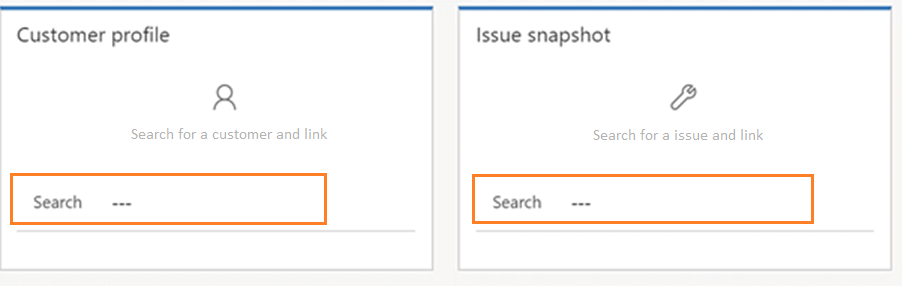 Customer profile
Search for a customer and link
Search ---
Issue snapshot
Search for a issue and link
Search ---